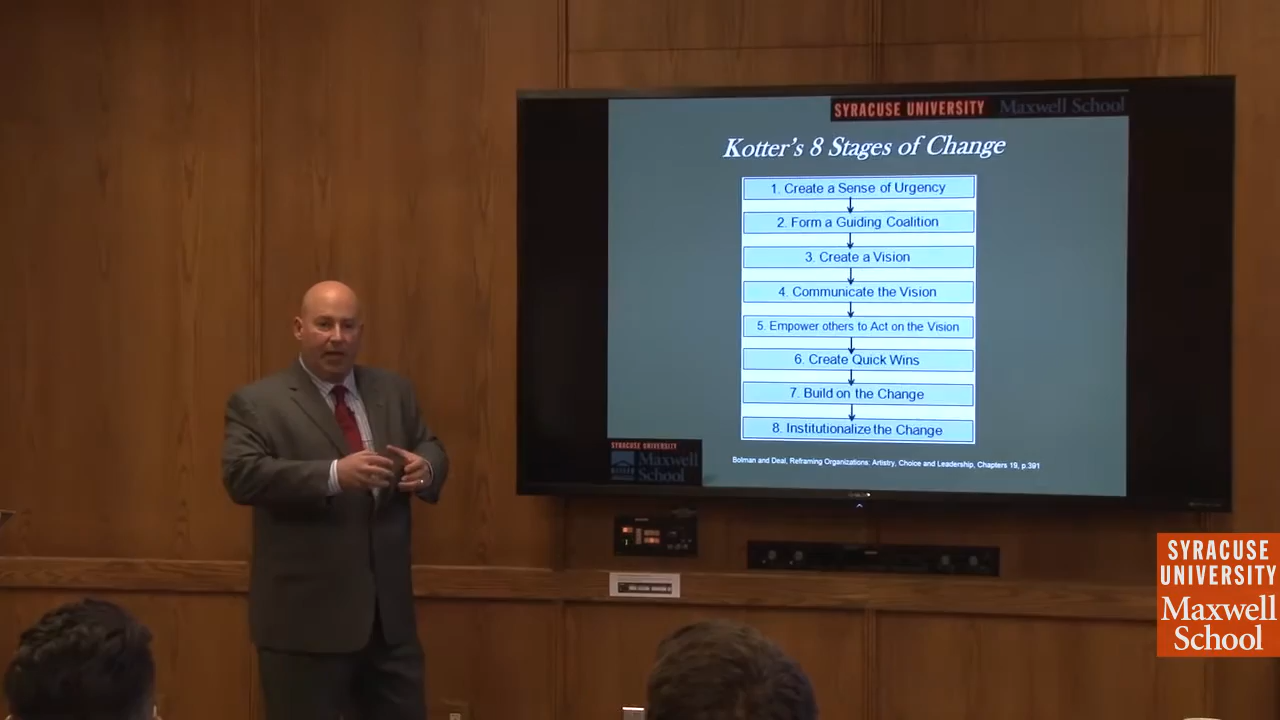 SYRACUSE UNIVERSITY Maxwell School
Kotter's 8 Stages of Change
1. Create a Sense of Urgency
2. Form a Guiding Coalition
3. Create a Vision
4. Communicate the Vision
5. Empower others to Act on the Vision
6. Create Quick Wins
7. Build on the Change
8. Institutionalize the Change
Bolman and Deal, Reframing Organizations: Artistry, Choice and Leadership, Chapters 19, p.391
SYRACUSE UNIVERSITY
Maxwell
School
SYRACUSE
UNIVERSITY
Maxwell
School